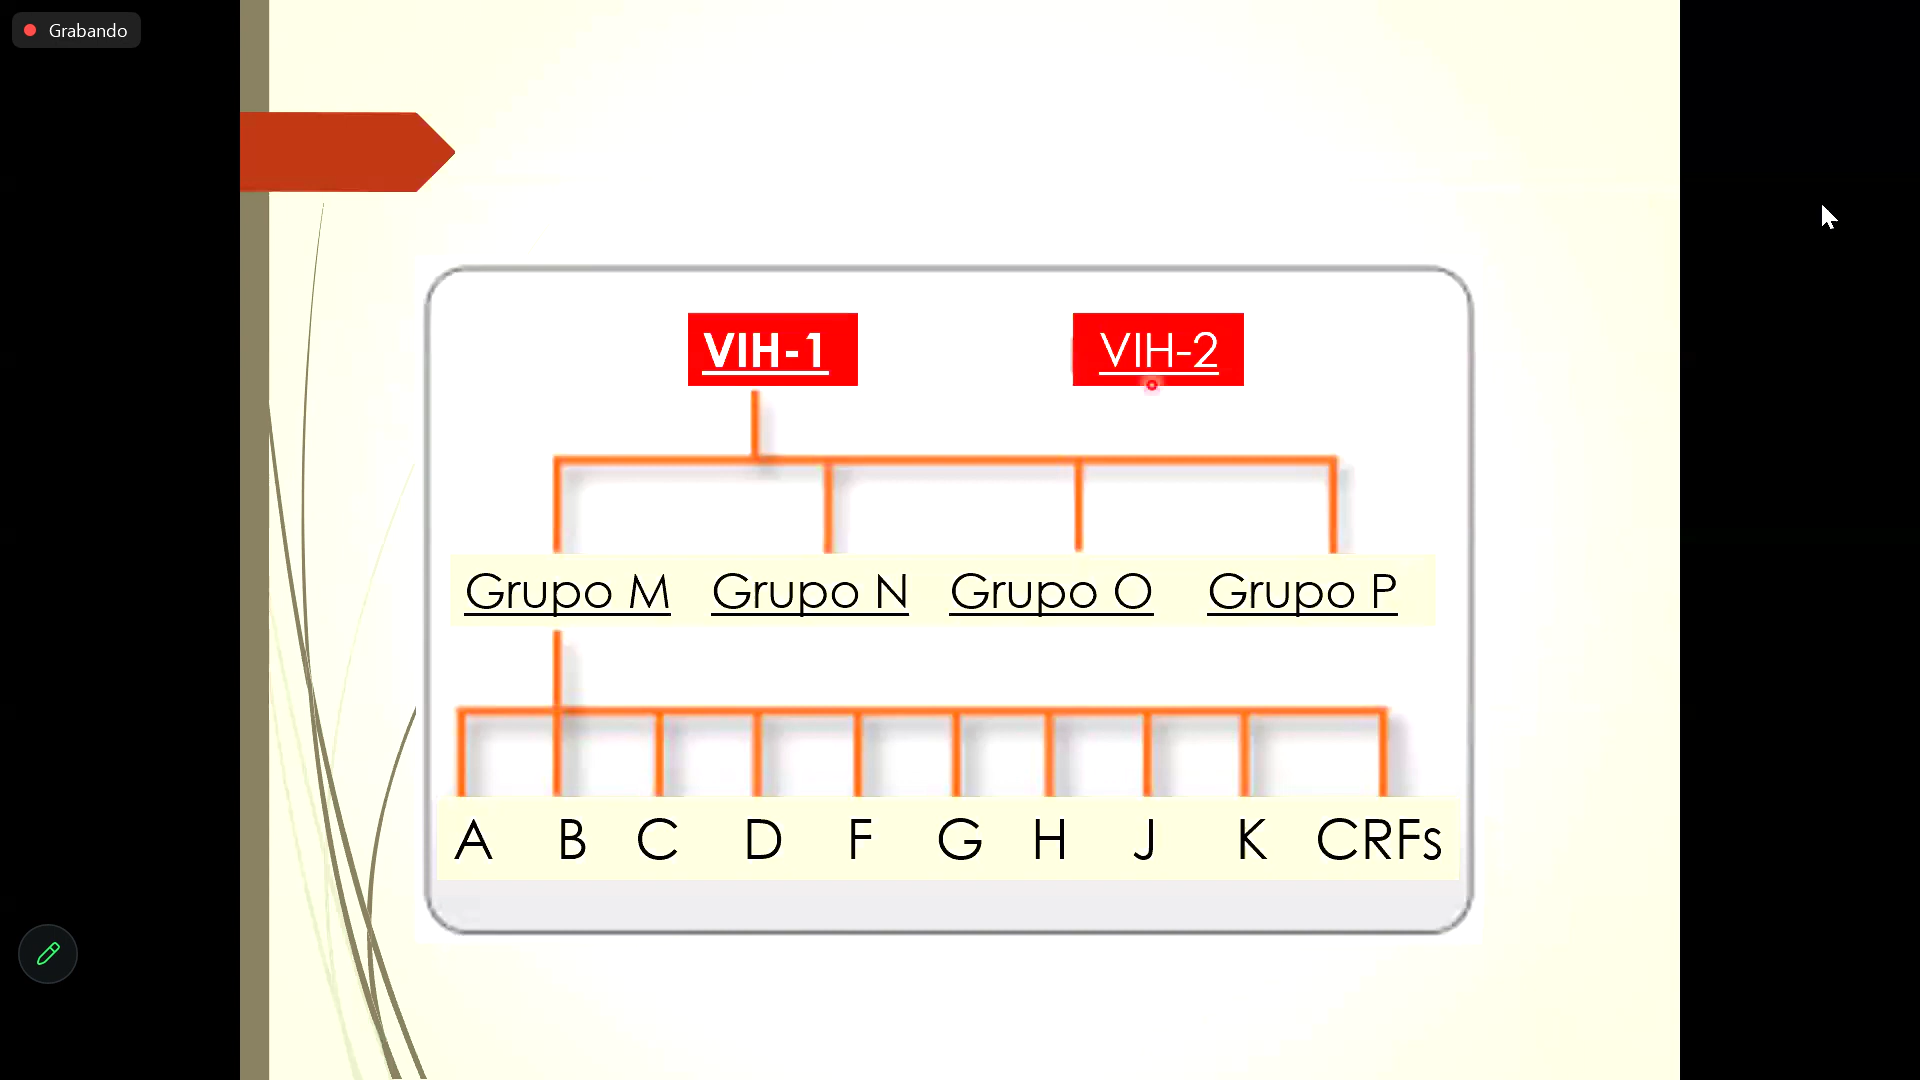 Grabando
VIH-1 VIH-2
Grupo M Grupo N Grupo O Grupo P
A B C D F G H J K CRFs